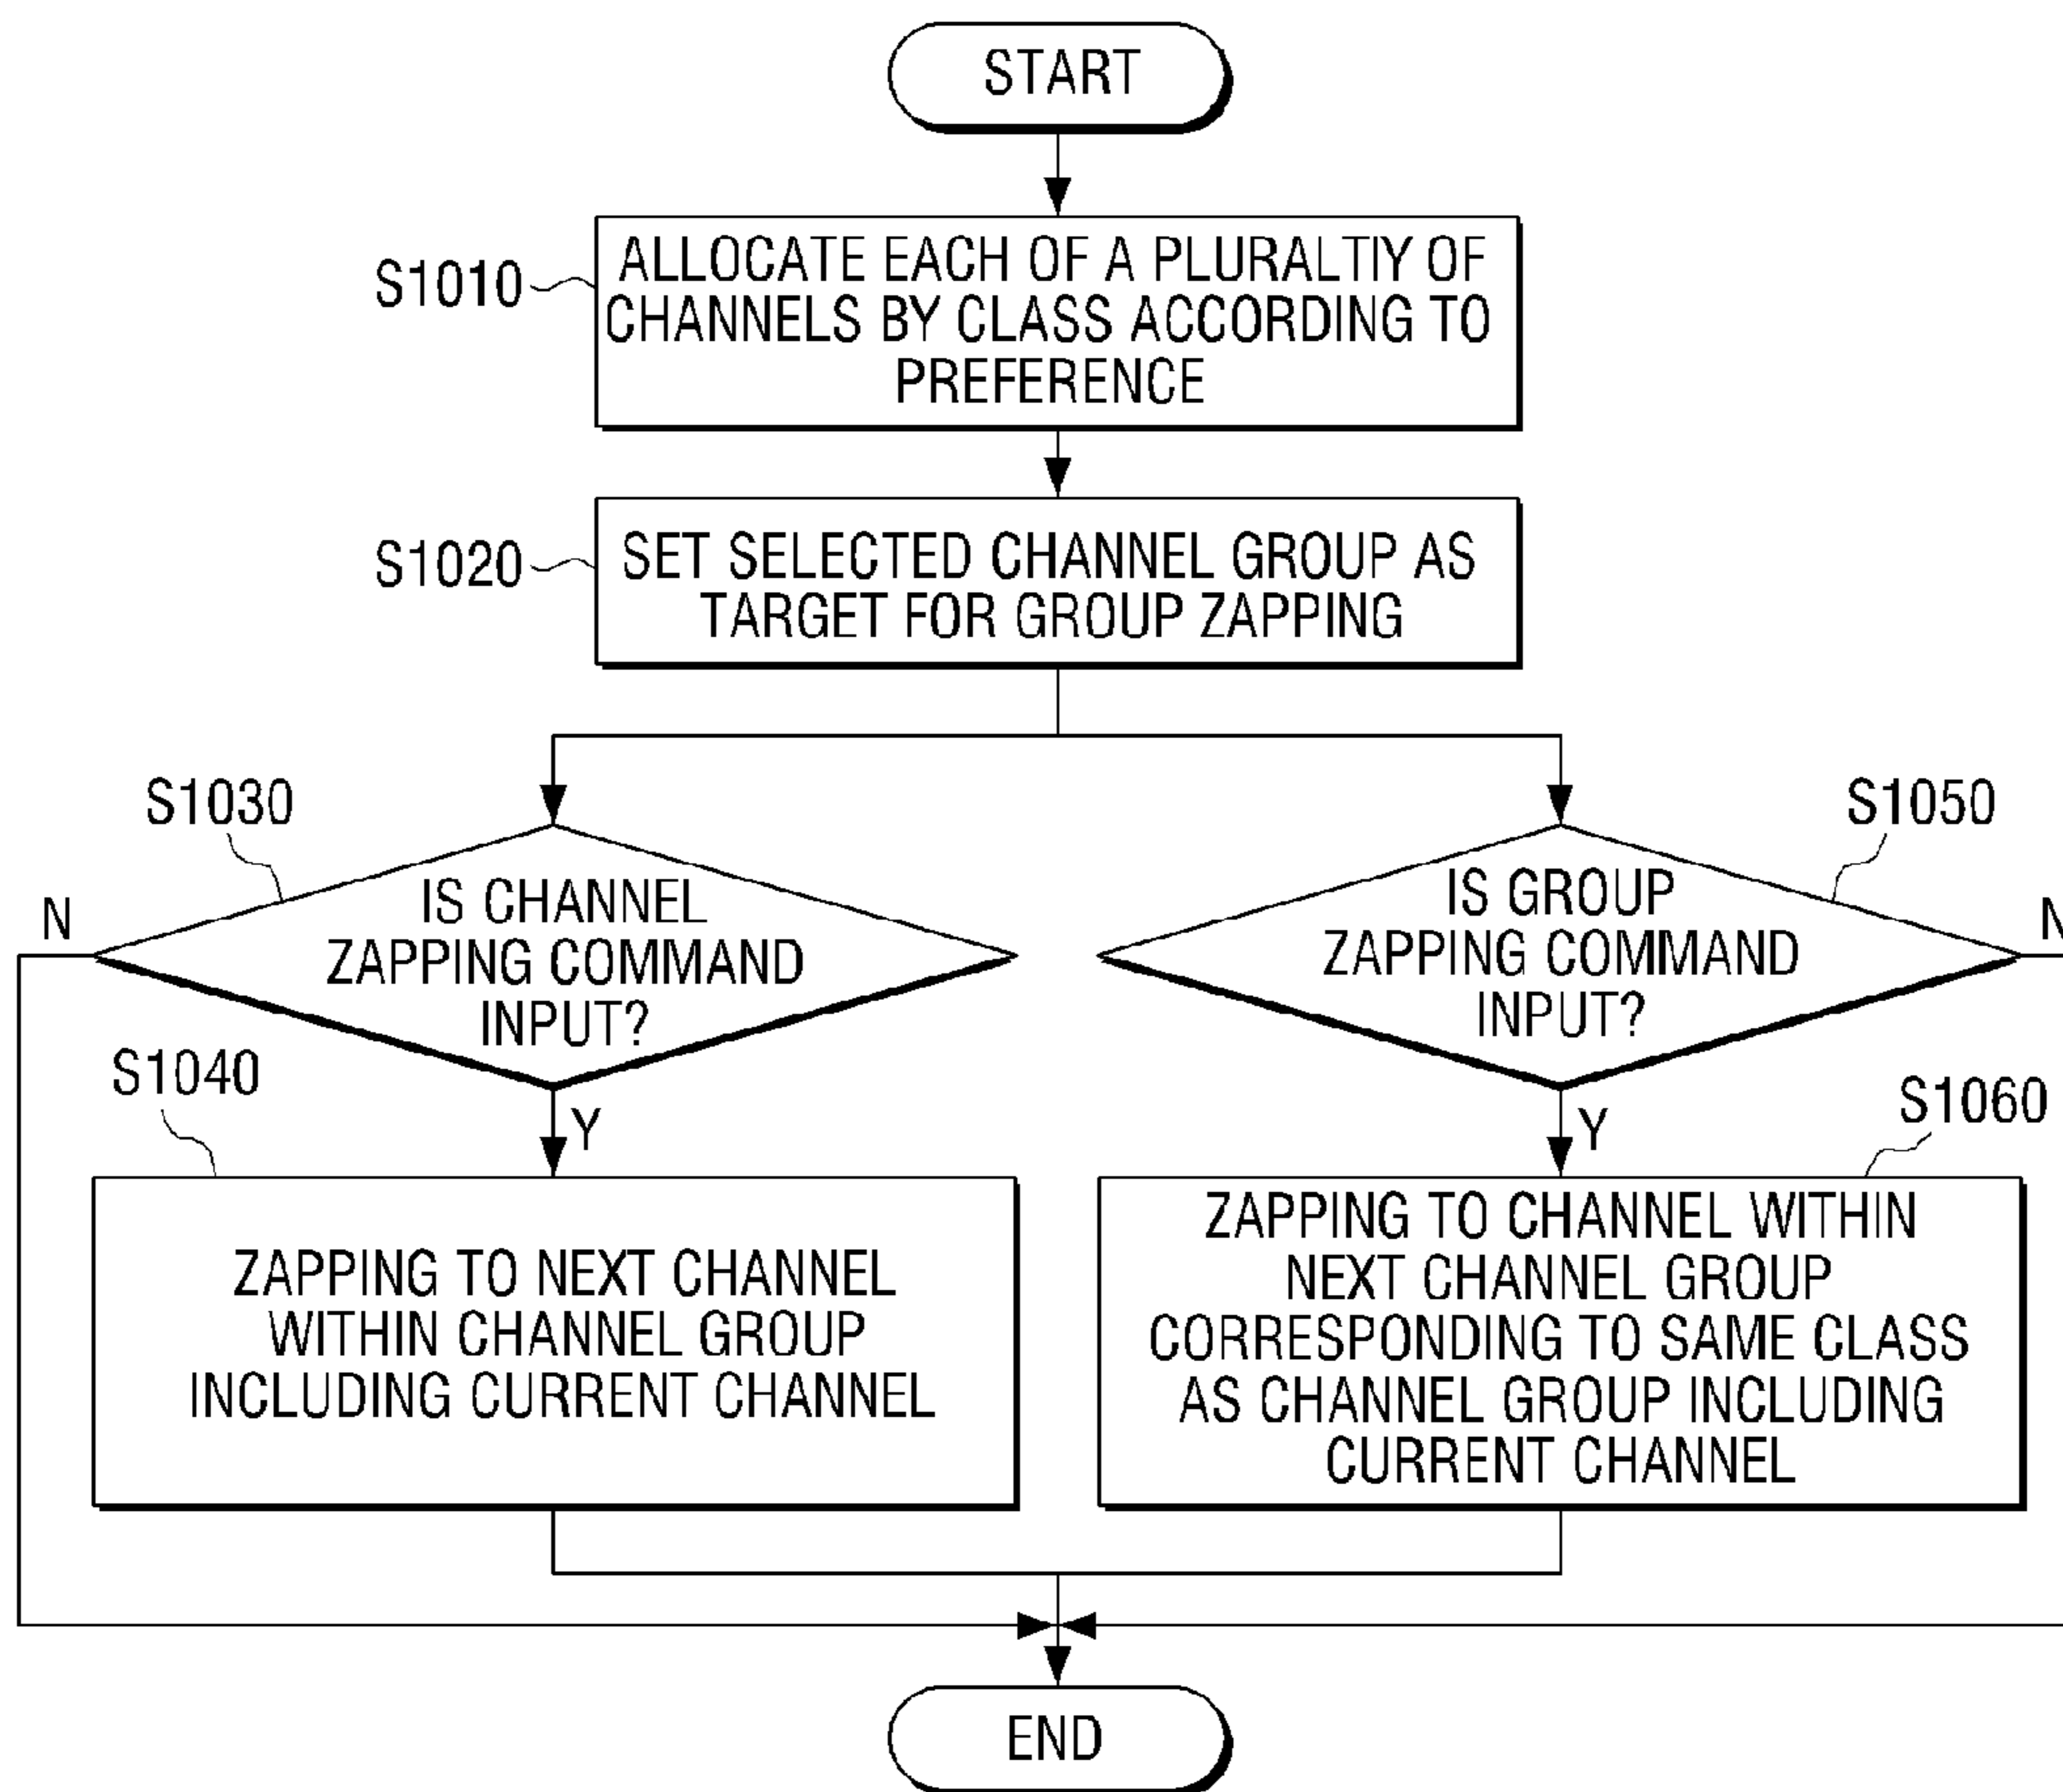 START
S1010
ALLOCATE EACH OF A PLURALTIY OF
CHANNELS BY CLASS ACCORDING TO
PREFERENCE
S1020
SET SELECTED CHANNEL GROUP AS
TARGET FOR GROUP ZAPPING
S1030
N
IS CHANNEL
ZAPPING COMMAND
INPUT?
S1050
IS GROUP
ZAPPING COMMAND
INPUT?
N
S1040
Y
ZAPPING TO NEXT CHANNEL
WITHIN CHANNEL GROUP
INCLUDING CURRENT CHANNEL
S1060
Y
ZAPPING TO CHANNEL WITHIN
NEXT CHANNEL GROUP
CORRESPONDING TO SAME CLASS
AS CHANNEL GROUP INCLUDING
CURRENT CHANNEL
END